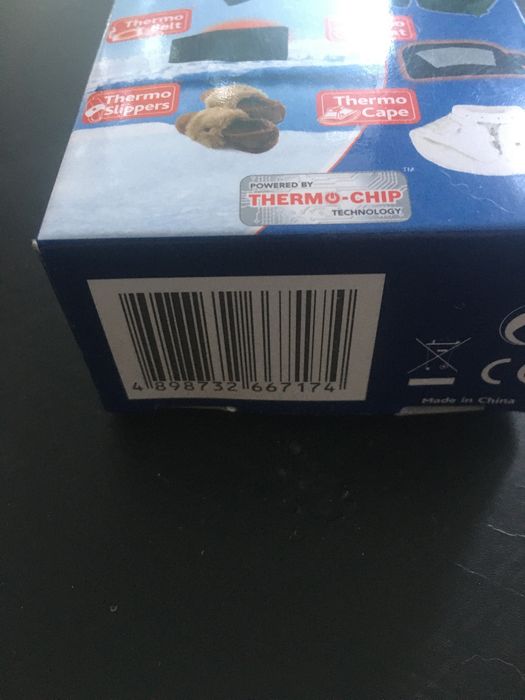 Thermo
Belt
Thermo
Slippers
Thermo
Cape
TM
POWERED BY
THERMO-CHIP
TECHNOLOGY
4 898732 667174
CE
Made in China